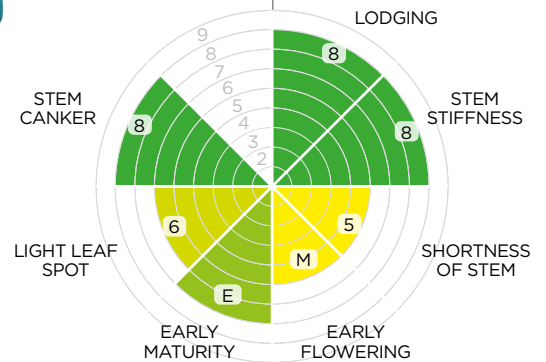 LODGING
9
8
8
7
6
5
4
3
2
STEM
CANKER
8
STEM
STIFFNESS
8
6
5
M
E
LIGHT LEAF
SPOT
SHORTNESS
OF STEM
EARLY
MATURITY
EARLY
FLOWERING